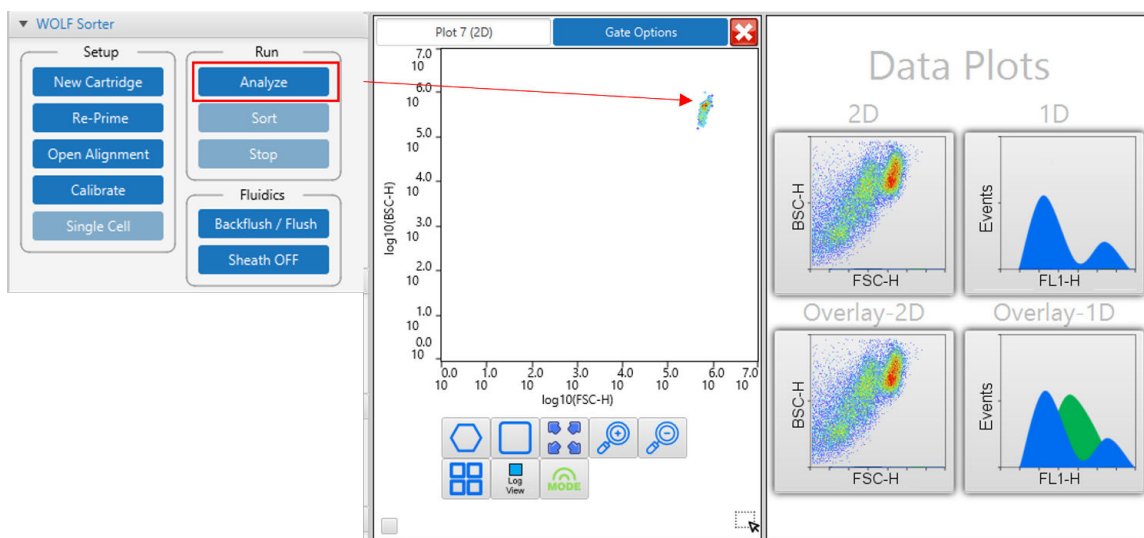 WOLF Sorter
Setup
New Cartridge
Re-Prime
Open Alignment
Calibrate
Single Cell
Run
Analyze
Sort
Stop
Fluidics
Backflush / Flush
Sheath OFF
Plot 7 (2D)
Gate Options
7.0
10
6.0
10
5.0
10
4.0
10
3.0
10
2.0
10
1.0
10
0.0
10
log10(BSC-H)
0.0 1.0 2.0 3.0 4.0 5.0 6.0 7.0
10 10 10 10 10 10 10 10
log10(FSC-H)
Log
View
MODE
Data Plots
2D
BSC-H
FSC-H
1D
Events
FL1-H
Overlay-2D
BSC-H
FSC-H
Overlay-1D
Events
FL1-H